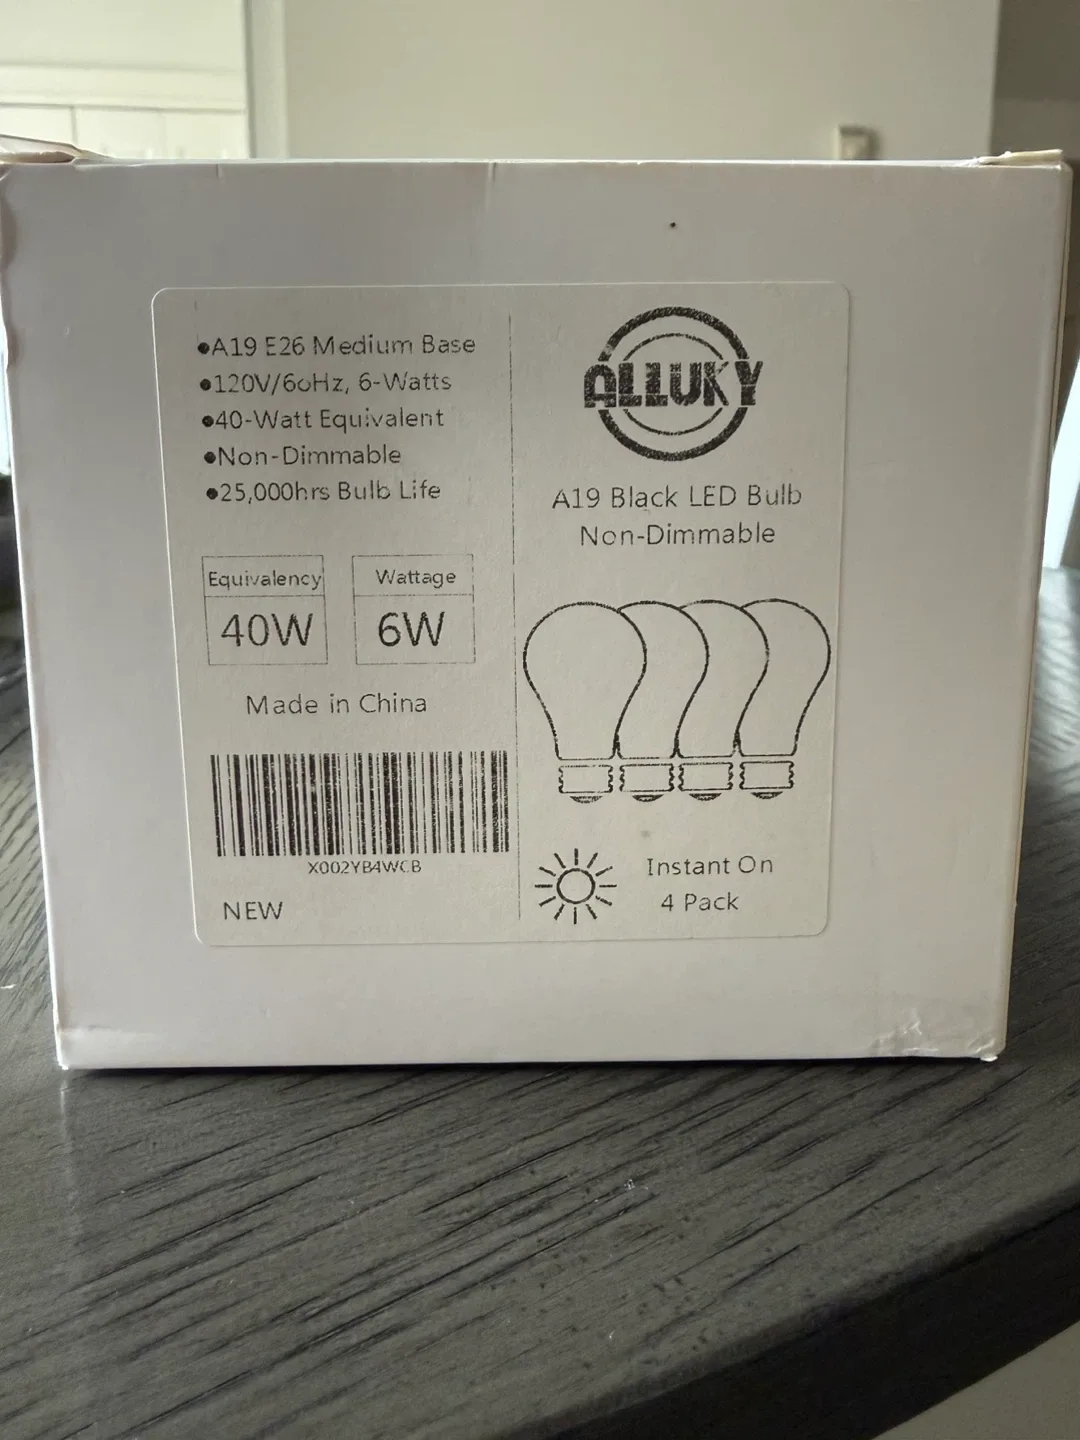 ●A19 E26 Medium Base
●120V/60Hz, 6-Watts
●40-Watt Equivalent
●Non-Dimmable
●25,000hrs Bulb Life
Equivalency
40W
Wattage
6W
Made in China
X002YB4WCB
NEW
ALLUKY
A19 Black LED Bulb
Non-Dimmable
Instant On
4 Pack